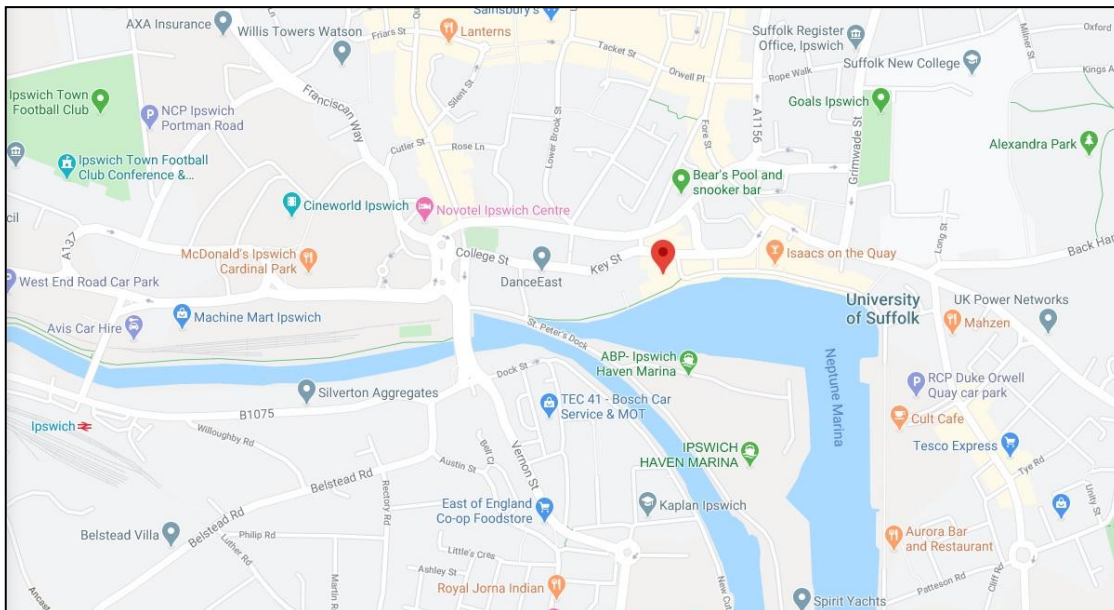 AXA Insurance
Willis Towers Watson
Sainsbury's
Lanterns
Friars St
Tacket St
Orwell Pl
Suffolk Register
Office, Ipswich
Rope Walk
Suffolk New College
Milner St
Oxford
Kings A
Ipswich Town
Football Club
NCP Ipswich
Portman Road
Franciscan Way
Silent St
Lower Brook St
Fore St
A1156
Goals Ipswich
Grimwade St
Alexandra Park
Cutler St
Rose Ln
Ipswich Town Football
Club Conference &...
Bear's Pool and
snooker bar
Cineworld Ipswich
Novotel Ipswich Centre
cil
A137
McDonald's Ipswich
Cardinal Park
College St
Key St
DanceEast
Isaacs on the Quay
Long St
Back Ham
West End Road Car Park
University
of Suffolk
UK Power Networks
Machine Mart Ipswich
Avis Car Hire
St. Peter's Dock
Mahzen
ABP- Ipswich
Haven Marina
Neptune Marina
Dock St
Silverton Aggregates
RCP Duke Orwell
Quay car park
TEC 41 - Bosch Car
Service & MOT
B1075
Cult Cafe
Ipswich
Willoughby Rd
Vernon St
Bell Cl
IPSWICH
HAVEN MARINA
Tesco Express
Austin St
Tye Rd
Belstead Rd
Rectory Rd
Unity St
East of England
Co-op Foodstore
Kaplan Ipswich
Belstead Rd
Belstead Villa
Philip Rd
Luther Rd
Aurora Bar
and Restaurant
Little's Cres
Ashley St
Martin R
Royal Jorna Indian
New Cut
Patteson Rd
Cliff Rd
Ancast
Spirit Yachts